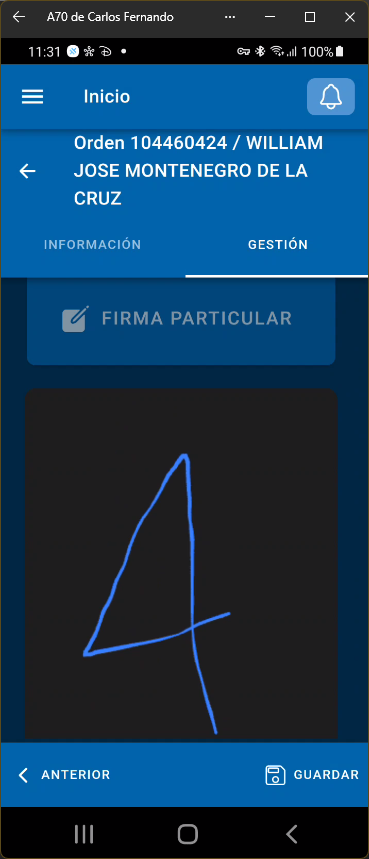 A70 de Carlos Fernando
11:31
100%
Inicio
Orden 104460424 / WILLIAM
JOSE MONTENEGRO DE LA
CRUZ
INFORMACIÓN
GESTIÓN
FIRMA PARTICULAR
4
ANTERIOR
GUARDAR